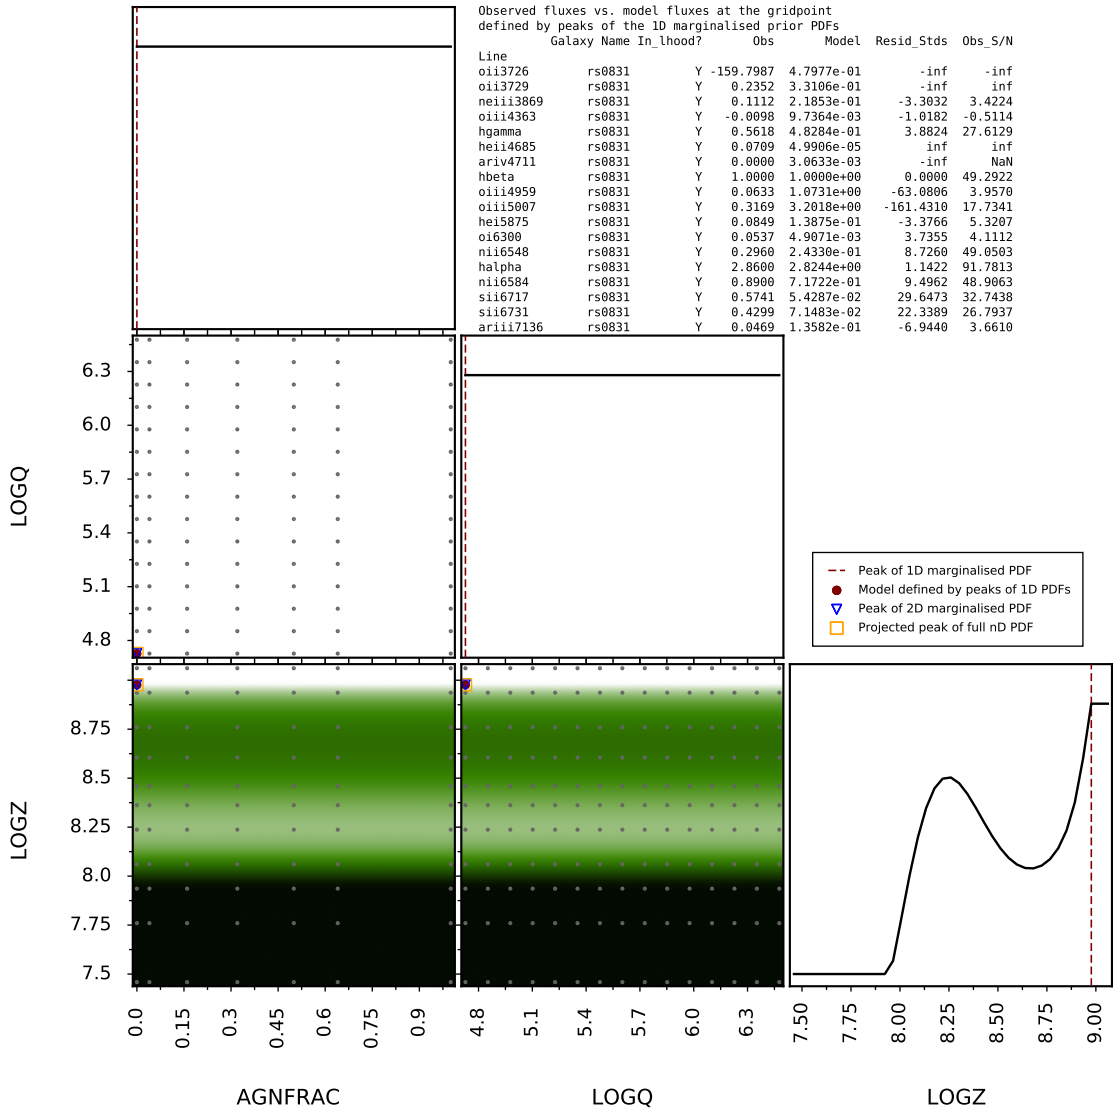 Observed fluxes vs. model fluxes at the gridpoint
defined by peaks of the 1D marginalised prior PDFs
Galaxy Name In_lhood? Obs Model Resid_Stds Obs_S/N
Line
oii3726 rs0831 Y -159.7987 4.7977e-01 -inf -inf
oii3729 rs0831 Y 0.2352 3.3106e-01 -inf inf
neiii3869 rs0831 Y 0.1112 2.1853e-01 -3.3032 3.4224
oiii4363 rs0831 Y -0.0098 9.7364e-03 -1.0182 -0.5114
hgamma rs0831 Y 0.5618 4.8284e-01 3.8824 27.6129
heii4685 rs0831 Y 0.0709 4.9906e-05 inf inf
ariv4711 rs0831 Y 0.0000 3.0633e-03 -inf NaN
hbeta rs0831 Y 1.0000 1.0000e+00 0.0000 49.2922
oiii4959 rs0831 Y 0.0633 1.0731e+00 -63.0806 3.9570
oiii5007 rs0831 Y 0.3169 3.2018e+00 -161.4310 17.7341
hei5875 rs0831 Y 0.0849 1.3875e-01 -3.3766 5.3207
oi6300 rs0831 Y 0.0537 4.9071e-03 3.7355 4.1112
nii6548 rs0831 Y 0.2960 2.4330e-01 8.7260 49.0503
halpha rs0831 Y 2.8600 2.8244e+00 1.1422 91.7813
nii6584 rs0831 Y 0.8900 7.1722e-01 9.4962 48.9063
sii6717 rs0831 Y 0.5741 5.4287e-02 29.6473 32.7438
sii6731 rs0831 Y 0.4299 7.1483e-02 22.3389 26.7937
ariii7136 rs0831 Y 0.0469 1.3582e-01 -6.9440 3.6610
6.3
6.0
5.7
5.4
5.1
4.8
LOGQ
Peak of 1D marginalised PDF
Model defined by peaks of 1D PDFs
Peak of 2D marginalised PDF
Projected peak of full nD PDF
8.75
8.5
8.25
8.0
7.75
7.5
LOGZ
0.0 0.15 0.3 0.45 0.6 0.75 0.9
4.8 5.1 5.4 5.7 6.0 6.3
7.50 7.75 8.00 8.25 8.50 8.75 9.00
AGNFRAC LOGQ LOGZ